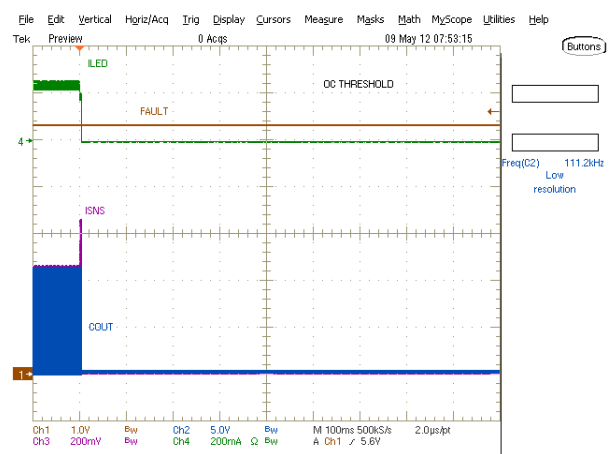 File Edit Vertical Horiz/Acq Trig Display Cursors Measure Masks Math MyScope Utilities Help
Tek Preview 0 Acqs 09 May 12 07:53:15
Buttons
ILED
OC THRESHOLD
FAULT
4
Freq(C2) 111.2kHz
Low
resolution
ISNS
COUT
1
Ch1 1.0V Bw Ch2 5.0V Bw M 100ms 500kS/s 2.0µs/pt
Ch3 200mV Bw Ch4 200mA Ω Bw A Ch1 / 5.6V